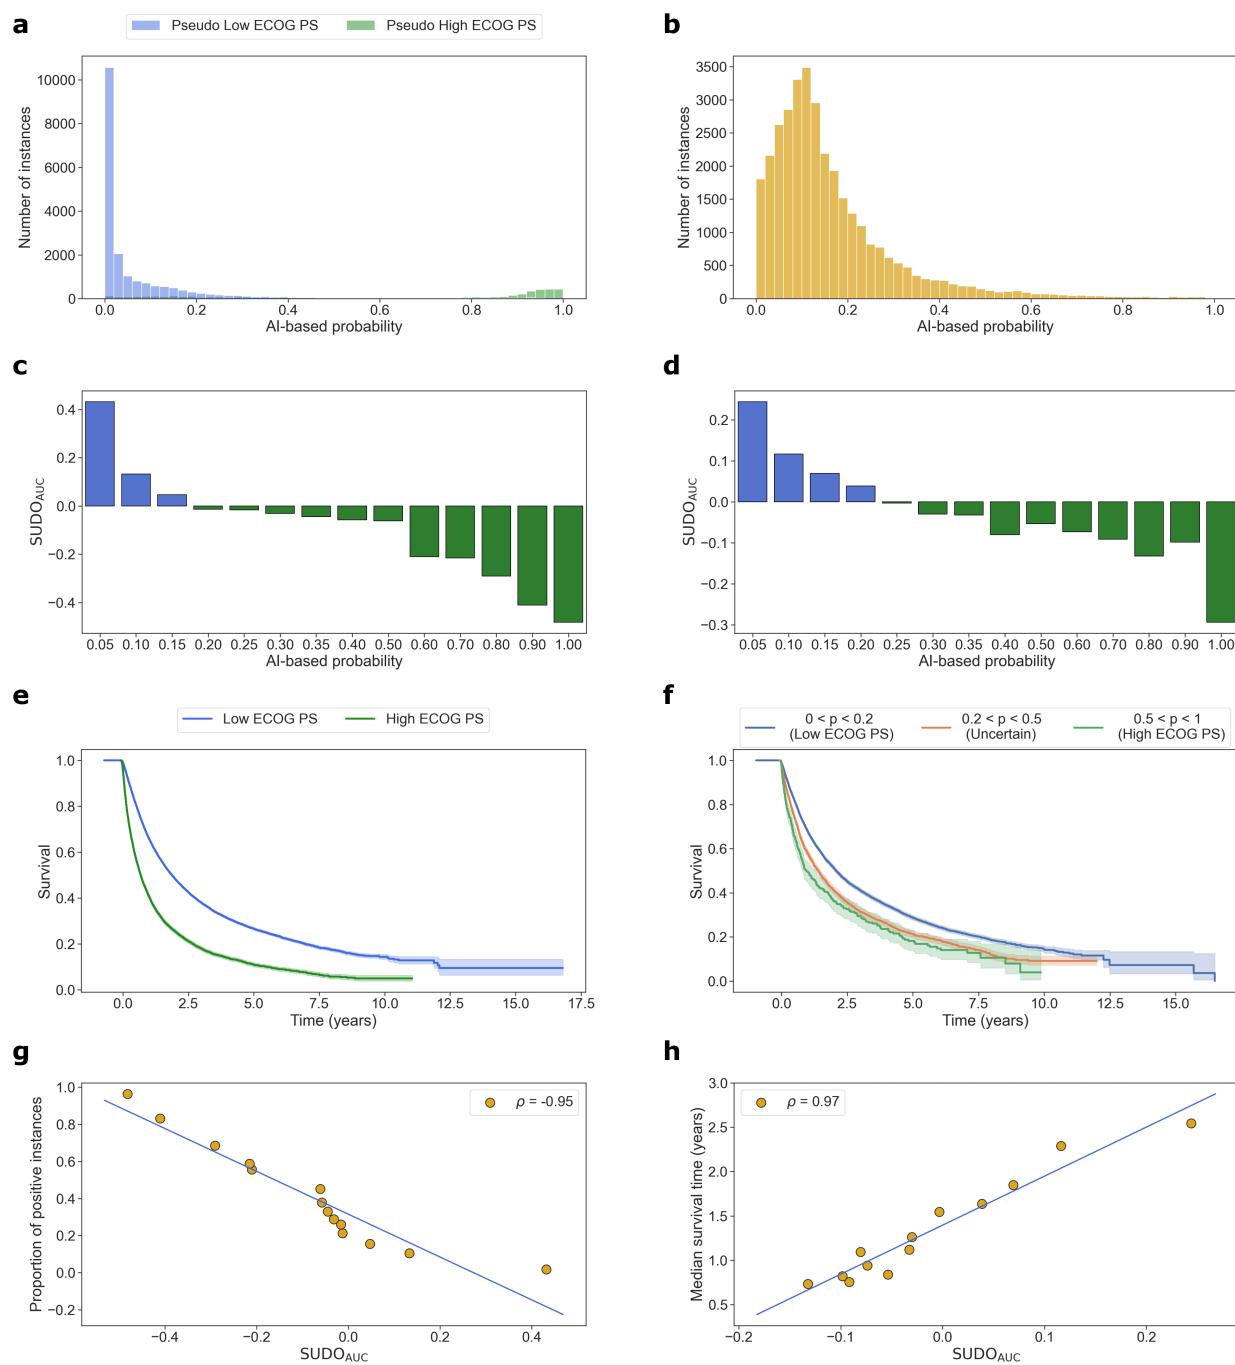 a
Pseudo Low ECOG PS
Pseudo High ECOG PS
Number of instances
10000
8000
6000
4000
2000
0
0.0 0.2 0.4 0.6 0.8 1.0
AI-based probability
b
Number of instances
3500
3000
2500
2000
1500
1000
500
0
0.0 0.2 0.4 0.6 0.8 1.0
AI-based probability
c
SUDO_AUC
0.4
0.2
0.0
−0.2
−0.4
0.05 0.10 0.15 0.20 0.25 0.30 0.35 0.40 0.50 0.60 0.70 0.80 0.90 1.00
AI-based probability
d
SUDO_AUC
0.2
0.1
0.0
−0.1
−0.2
−0.3
0.05 0.10 0.15 0.20 0.25 0.30 0.35 0.40 0.50 0.60 0.70 0.80 0.90 1.00
AI-based probability
e
Low ECOG PS
High ECOG PS
Survival
1.0
0.8
0.6
0.4
0.2
0.0
0.0 2.5 5.0 7.5 10.0 12.5 15.0 17.5
Time (years)
f
0 < p < 0.2
(Low ECOG PS)
0.2 < p < 0.5
(Uncertain)
0.5 < p < 1
(High ECOG PS)
Survival
1.0
0.8
0.6
0.4
0.2
0.0
0.0 2.5 5.0 7.5 10.0 12.5 15.0
Time (years)
g
ρ = -0.95
Proportion of positive instances
1.0
0.8
0.6
0.4
0.2
0.0
−0.2
−0.4 −0.2 0.0 0.2 0.4
SUDO_AUC
h
ρ = 0.97
Median survival time (years)
3.0
2.5
2.0
1.5
1.0
0.5
−0.2 −0.1 0.0 0.1 0.2
SUDO_AUC